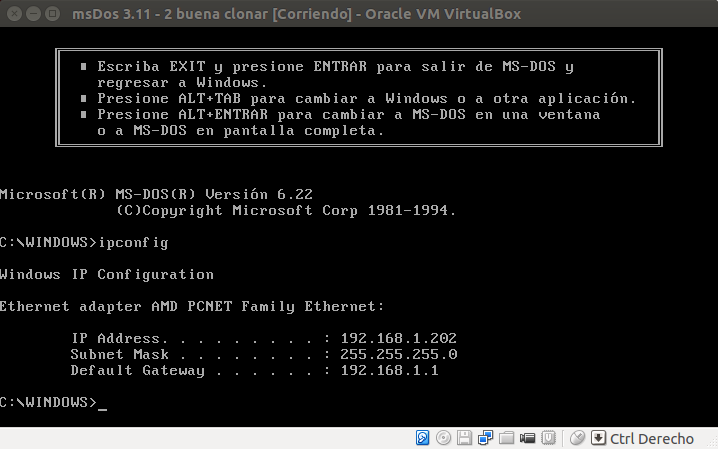 msDos 3.11 - 2 buena clonar [Corriendo] - Oracle VM VirtualBox
Escriba EXIT y presione ENTRAR para salir de MS-DOS y
regresar a Windows.
Presione ALT+TAB para cambiar a Windows o a otra aplicación.
Presione ALT+ENTRAR para cambiar a MS-DOS en una ventana
o a MS-DOS en pantalla completa.
Microsoft(R) MS-DOS(R) Versión 6.22
(C)Copyright Microsoft Corp 1981-1994.
C:\WINDOWS>ipconfig
Windows IP Configuration
Ethernet adapter AMD PCNET Family Ethernet:
IP Address. . . . . . . . . : 192.168.1.202
Subnet Mask . . . . . . . . : 255.255.255.0
Default Gateway . . . . . . : 192.168.1.1
C:\WINDOWS>_
Ctrl Derecho